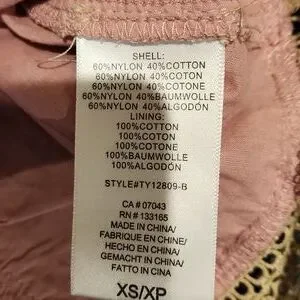 SHELL:
60%NYLON 40%COTTON
60%NYLON 40%COTON
60%NYLON 40%COTONE
60%NYLON 40%BAUMWOLLE
60%NYLON 40%ALGODÓN
LINING:
100%COTTON
100%COTON
100%COTONE
100%BAUMWOLLE
100%ALGODÓN
STYLE#TY12809-B
CA # 07043
RN # 133165
MADE IN CHINA/
FABRIQUE EN CHINE/
HECHO EN CHINA/
GEMACHT IN CHINA/
FATTO IN CINA
XS/XP